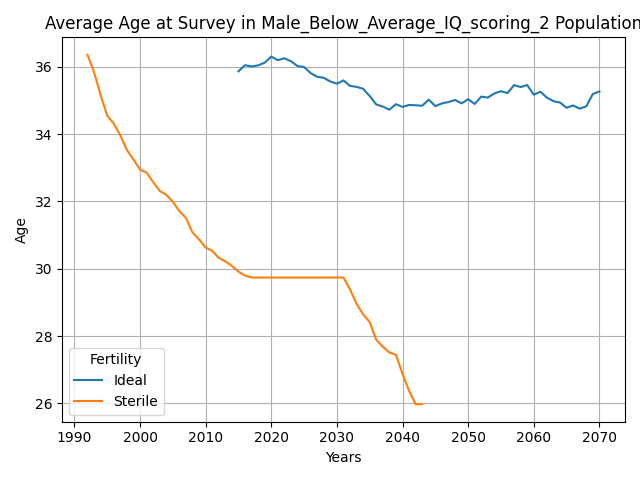 Average Age at Survey in Male_Below_Average_IQ_scoring_2 Population
Age
36
34
32
30
28
26
Fertility
Ideal
Sterile
1990 2000 2010 2020 2030 2040 2050 2060 2070
Years